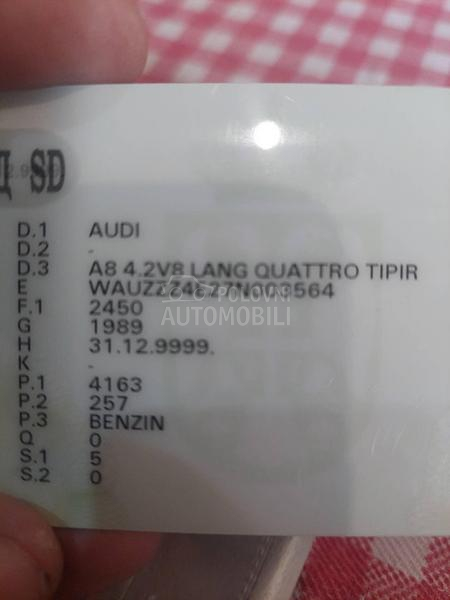 SD
D.1 AUDI
D.2 -
D.3 A8 4.2V8 LANG QUATTRO TIPIR
E
F.1 2450
G 1989
H 31.12.9999.
K -
P.1 4163
P.2 257
P.3 BENZIN
Q 0
S.1 5
S.2 0
POLOVNI
AUTOMOBILI